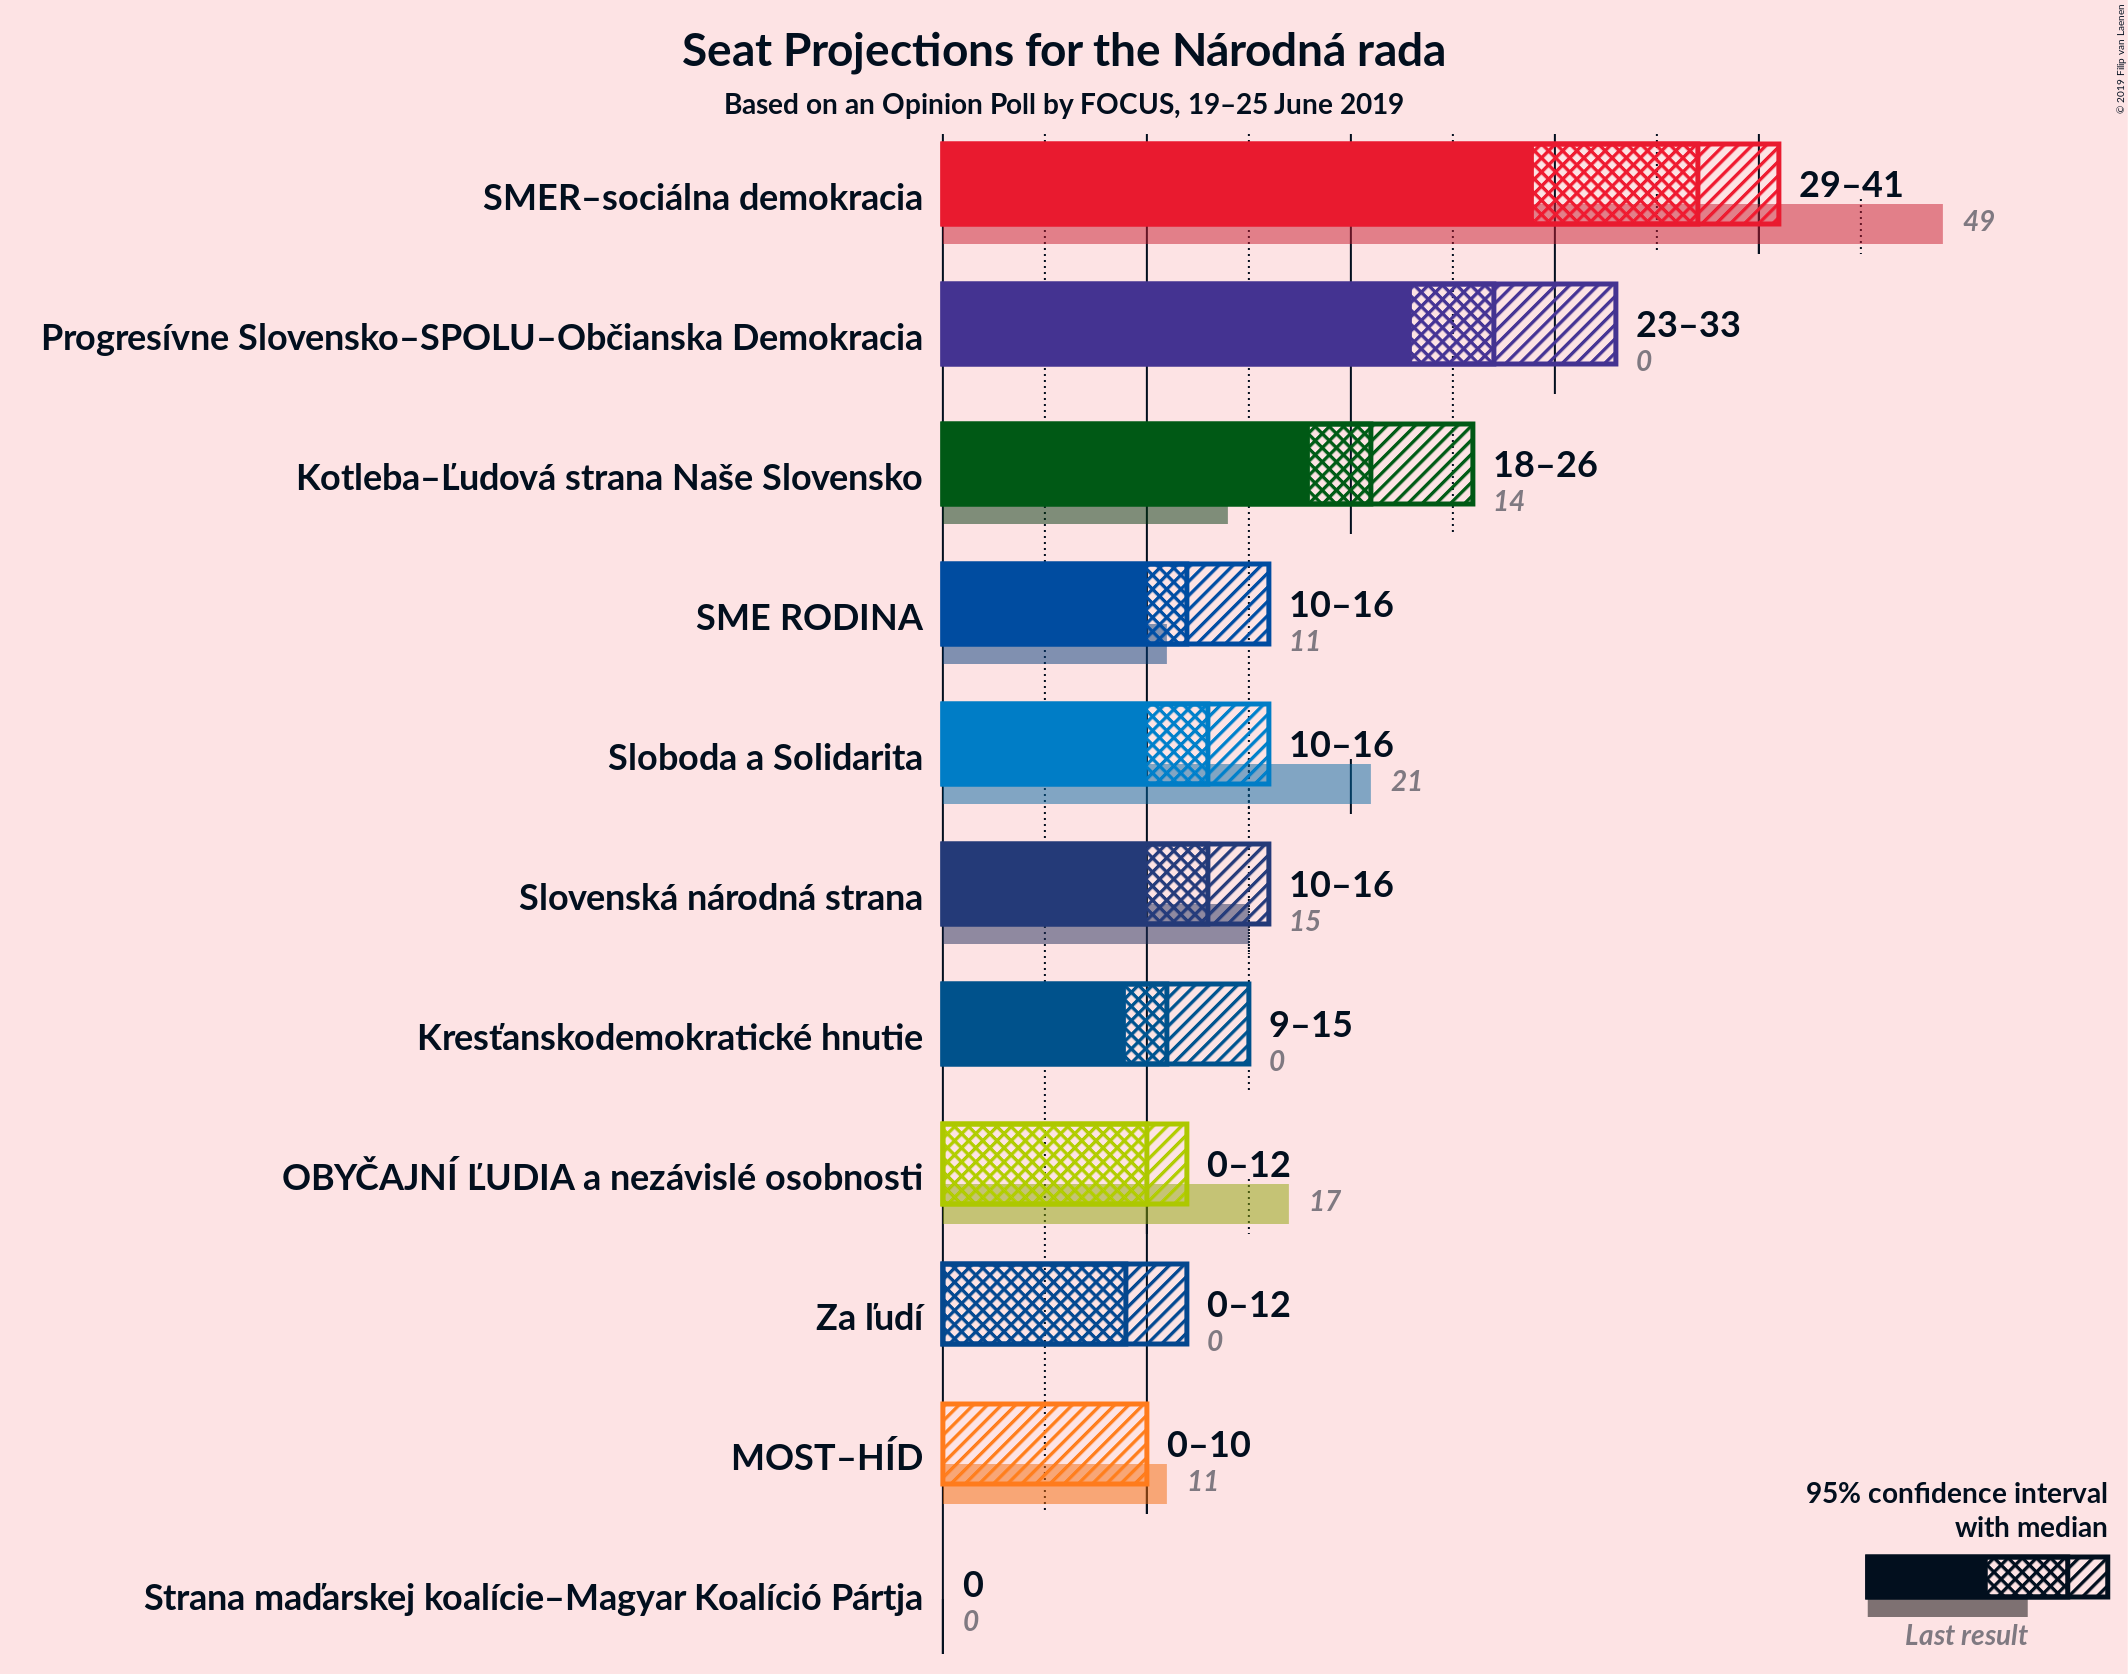 Seat Projections for the Národná rada
Based on an Opinion Poll by FOCUS, 19–25 June 2019
© 2019 Filip van Laenen
SMER–sociálna demokracia
29–41
49
Progresívne Slovensko–SPOLU–Občianska Demokracia
23–33
0
Kotleba–Ľudová strana Naše Slovensko
18–26
14
SME RODINA
10–16
11
Sloboda a Solidarita
10–16
21
Slovenská národná strana
10–16
15
Kresťanskodemokratické hnutie
9–15
0
OBYČAJNÍ ĽUDIA a nezávislé osobnosti
0–12
17
Za ľudí
0–12
0
MOST–HÍD
0–10
11
Strana maďarskej koalície–Magyar Koalíció Pártja
0
0
95% confidence interval
with median
Last result